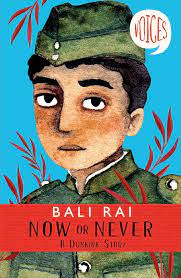 VOICES
BALI RAI
NOW OR NEVER
A DUNKIRK STORY